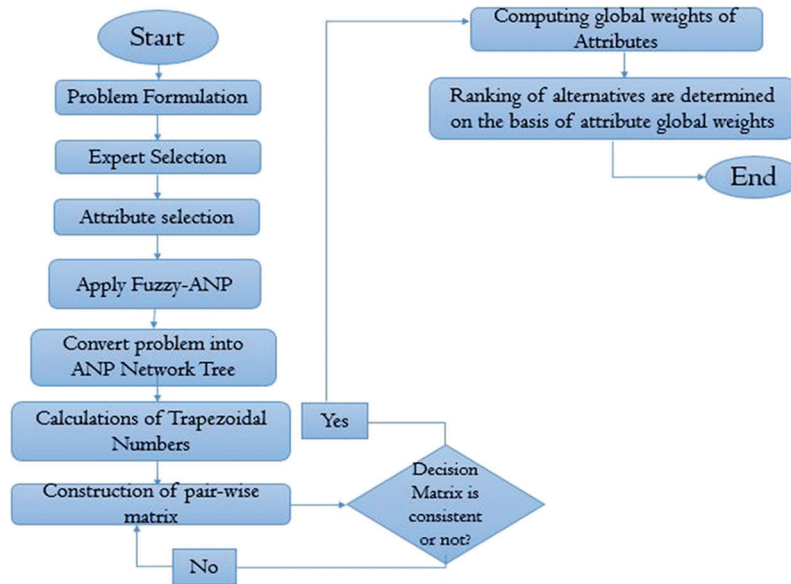 Start
Problem Formulation
Expert Selection
Attribute selection
Apply Fuzzy-ANP
Convert problem into
ANP Network Tree
Calculations of Trapezoidal
Numbers
Construction of pair-wise
matrix
No
Decision
Matrix is
consistent
or not?
Yes
Computing global weights of
Attributes
Ranking of alternatives are determined
on the basis of attribute global weights
End